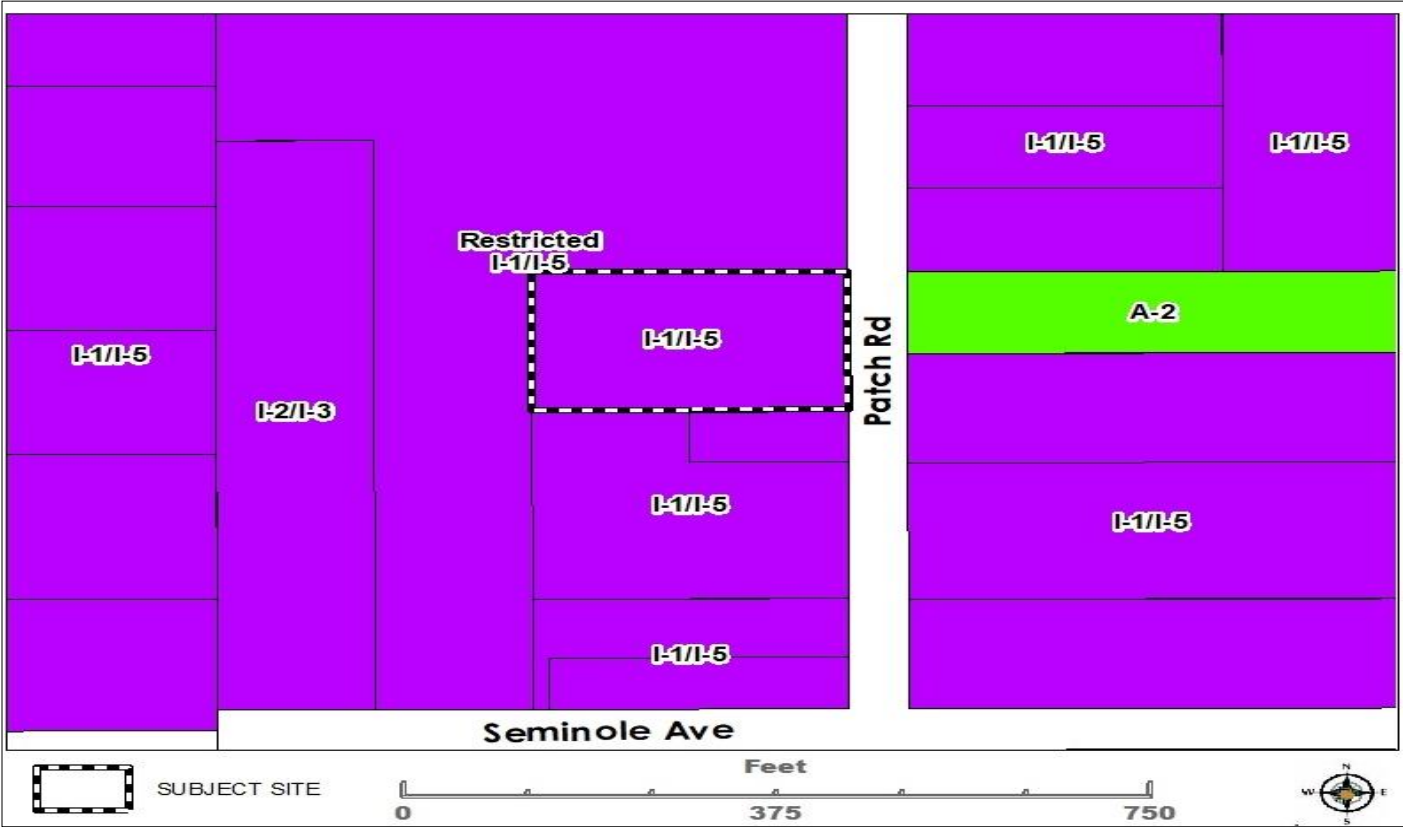 I-1/I-5
I-1/I-5
Restricted
I-1/I-5
A-2
I-1/I-5
I-1/I-5
Patch Rd
I-2/I-3
I-1/I-5
I-1/I-5
I-1/I-5
Seminole Ave
SUBJECT SITE
Feet
0
375
750
N
W
E
S